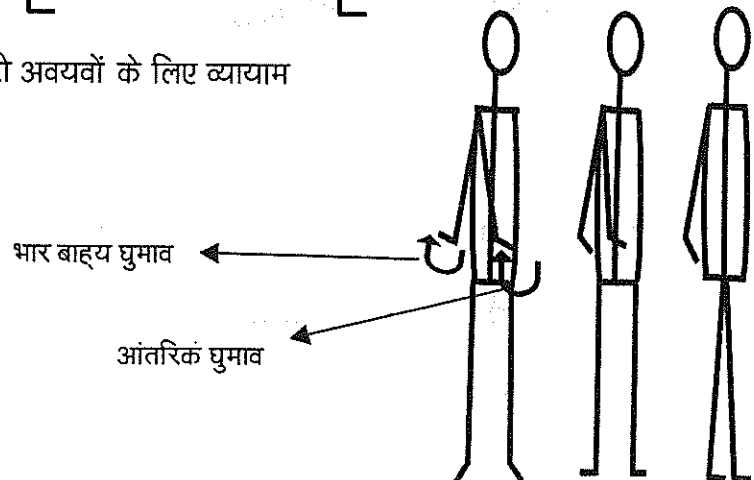 अवयवों के लिए व्यायाम
भार बाह्य घुमाव
आंतरिक घुमाव